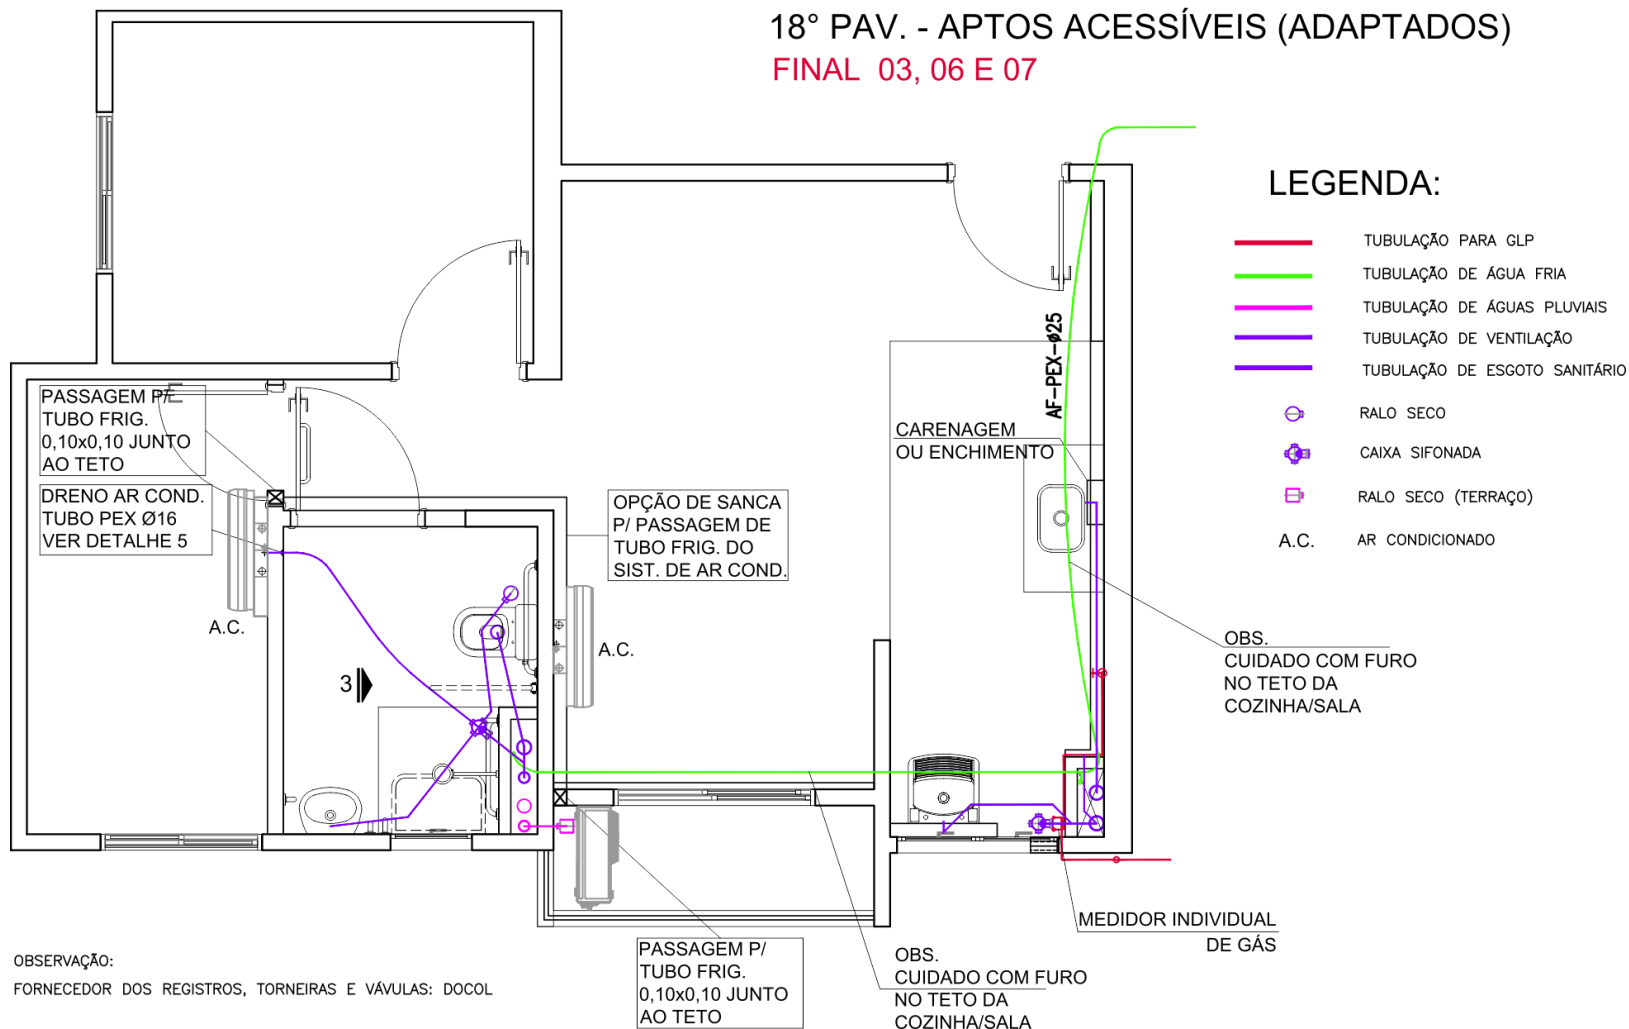 18° PAV. - APTOS ACESSÍVEIS (ADAPTADOS)
FINAL 03, 06 E 07
LEGENDA:
TUBULAÇÃO PARA GLP
TUBULAÇÃO DE ÁGUA FRIA
TUBULAÇÃO DE ÁGUAS PLUVIAIS
TUBULAÇÃO DE VENTILAÇÃO
TUBULAÇÃO DE ESGOTO SANITÁRIO
RALO SECO
CAIXA SIFONADA
RALO SECO (TERRAÇO)
A.C. AR CONDICIONADO
AF-PEX-ø25
PASSAGEM P/
TUBO FRIG.
0,10x0,10 JUNTO
AO TETO
DRENO AR COND.
TUBO PEX Ø16
VER DETALHE 5
A.C.
3
OPÇÃO DE SANCA
P/ PASSAGEM DE
TUBO FRIG. DO
SIST. DE AR COND.
A.C.
CARENAGEM
OU ENCHIMENTO
OBS.
CUIDADO COM FURO
NO TETO DA
COZINHA/SALA
MEDIDOR INDIVIDUAL
DE GÁS
PASSAGEM P/
TUBO FRIG.
0,10x0,10 JUNTO
AO TETO
OBS.
CUIDADO COM FURO
NO TETO DA
COZINHA/SALA
OBSERVAÇÃO:
FORNECEDOR DOS REGISTROS, TORNEIRAS E VÁVULAS: DOCOL